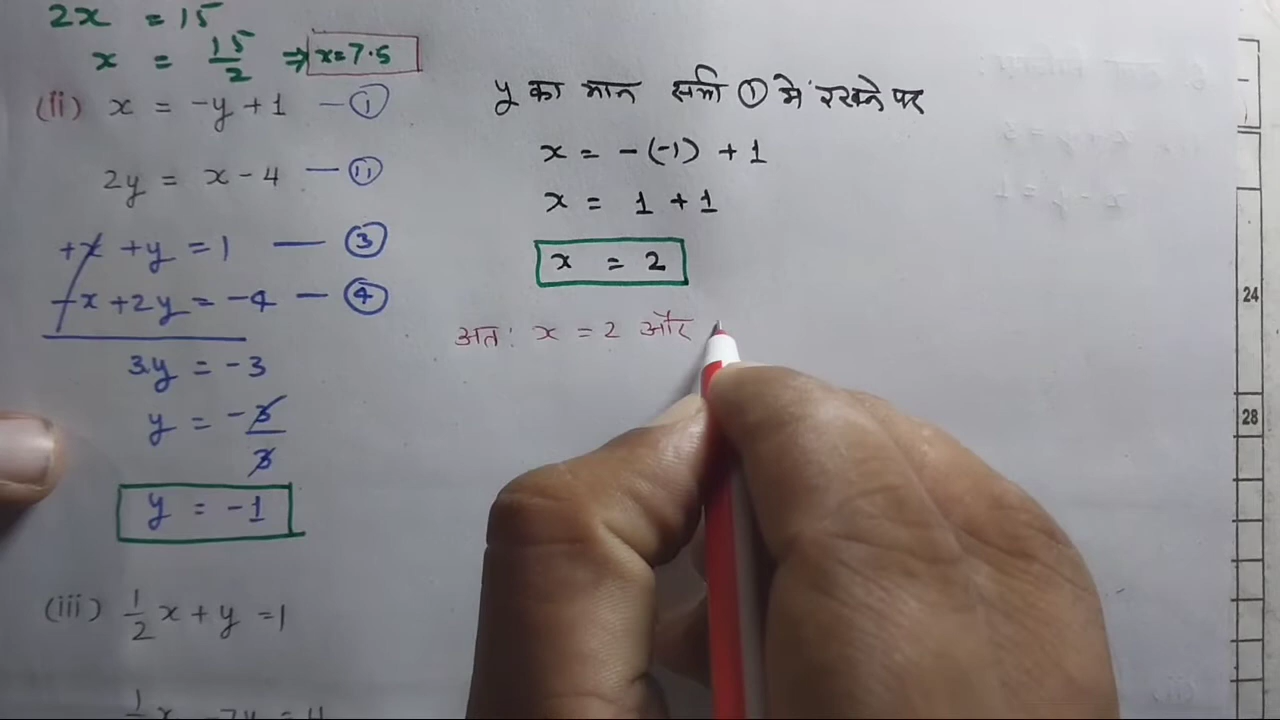 2x = 15
x = 15/2 ⇒ x=7.5
(ii) x = -y+1 — ①
2y = x-4 — ⑪
+x +y = 1 — ③
-x +2y = -4 — ④
3y = -3
y = -3/3
y = -1
(iii) 1/2 x + y = 1
y का मान समी ① में रखने पर
x = -(-1) + 1
x = 1 + 1
x = 2
अतः x = 2 और
24
28